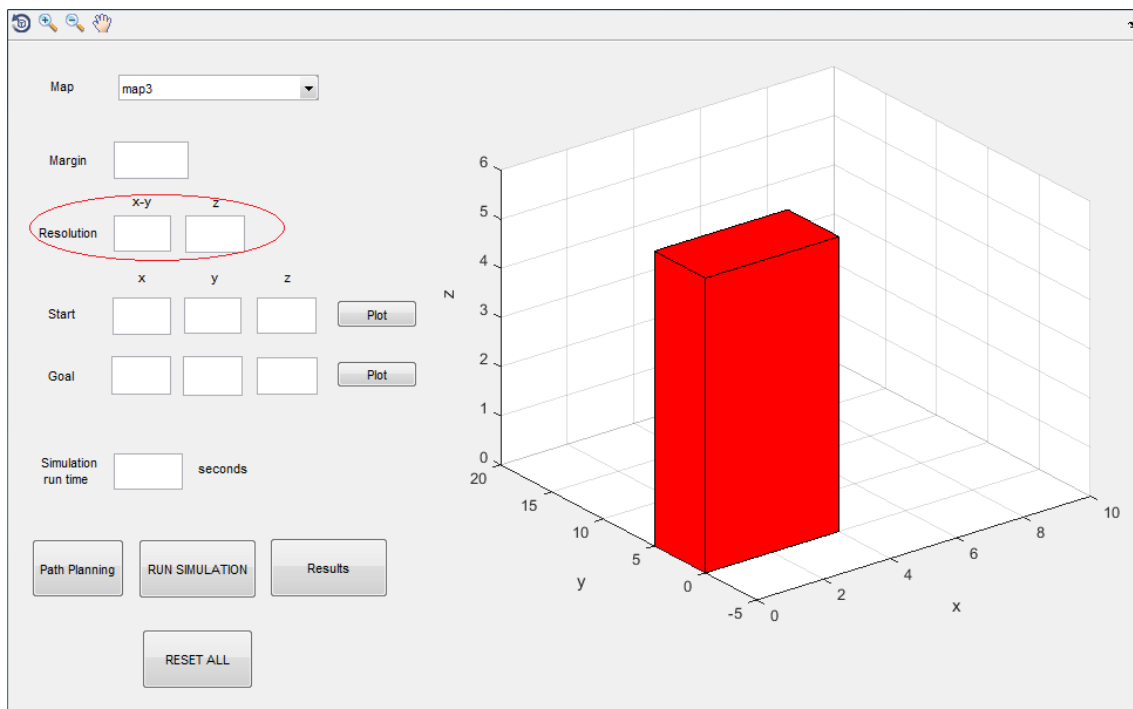 Map map3
Margin
x-y z
Resolution
x y z
Start Plot
Goal Plot
Simulation
run time seconds
Path Planning RUN SIMULATION Results
RESET ALL
6
5
4
3
2
1
0
z
20
15
10
5
0
-5
y
0
2
4
6
8
10
x